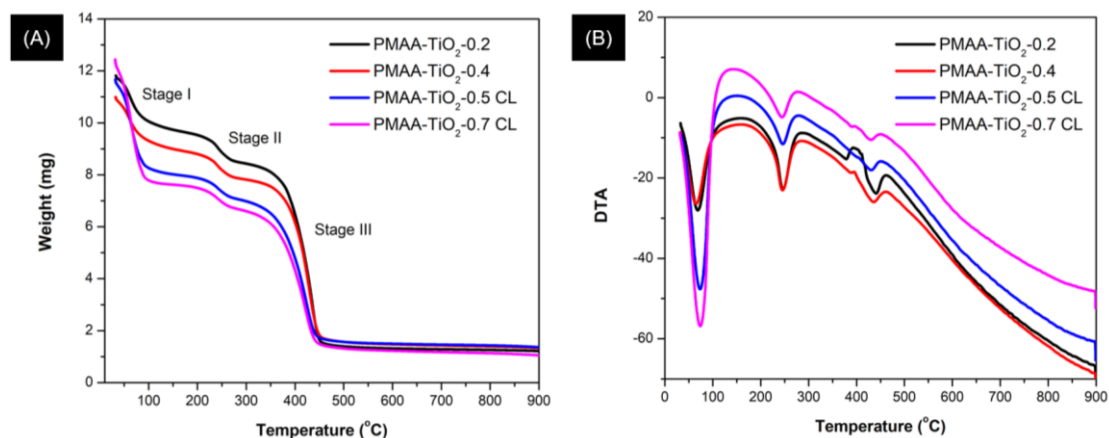 (A)
14
12
10
8
6
4
2
0
Weight (mg)
100 200 300 400 500 600 700 800 900
Temperature (°C)
Stage I
Stage II
Stage III
PMAA-TiO₂-0.2
PMAA-TiO₂-0.4
PMAA-TiO₂-0.5 CL
PMAA-TiO₂-0.7 CL
(B)
20
0
-20
-40
-60
DTA
0 100 200 300 400 500 600 700 800 900
Temperature (°C)
PMAA-TiO₂-0.2
PMAA-TiO₂-0.4
PMAA-TiO₂-0.5 CL
PMAA-TiO₂-0.7 CL